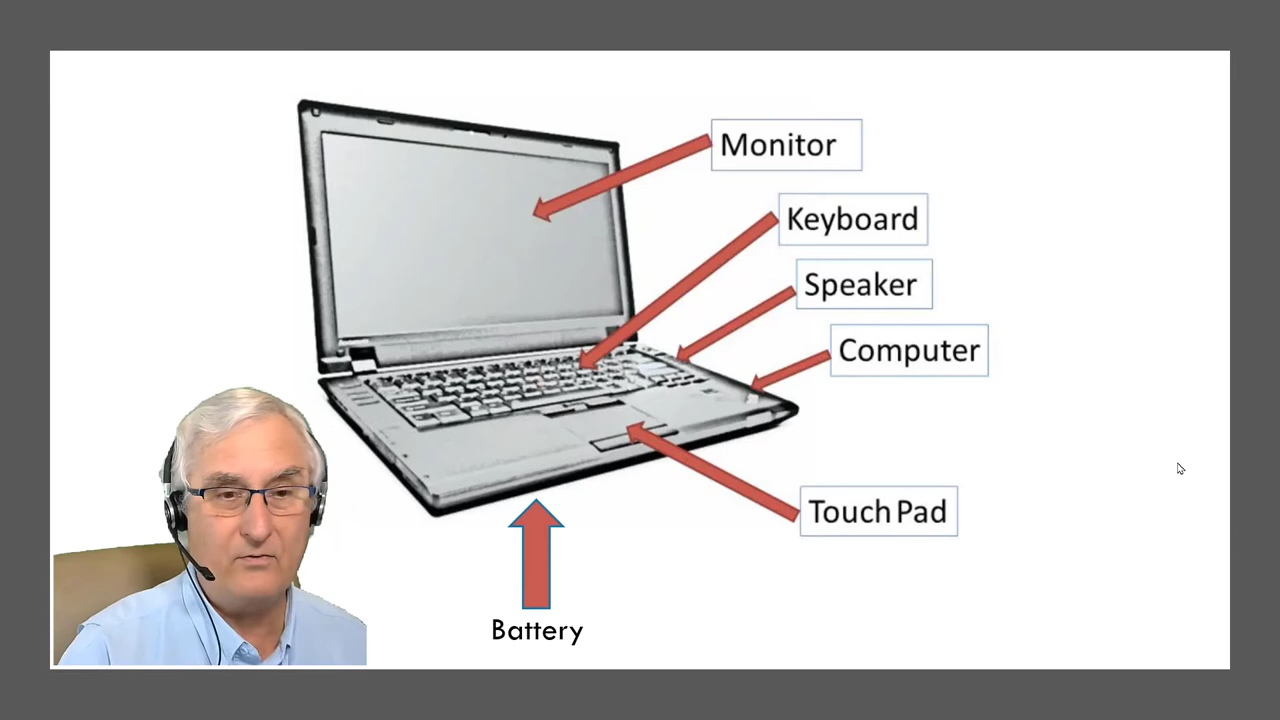 Monitor
Keyboard
Speaker
Computer
Touch Pad
Battery